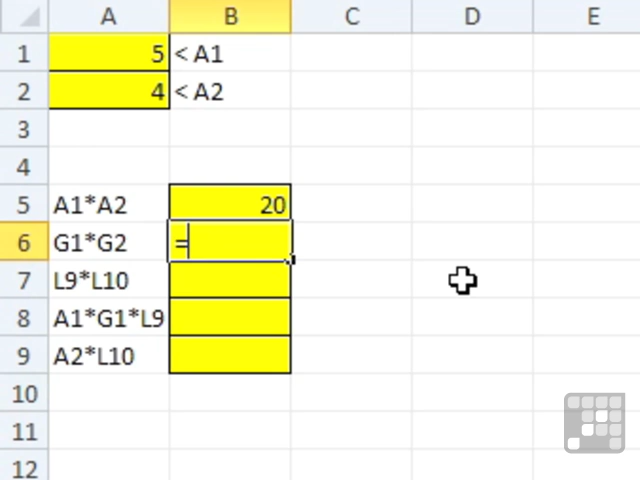 A B C D E
1 5 < A1
2 4 < A2
3
4
5 A1*A2 20
6 G1*G2 =
7 L9*L10
8 A1*G1*L9
9 A2*L10
10
11
12